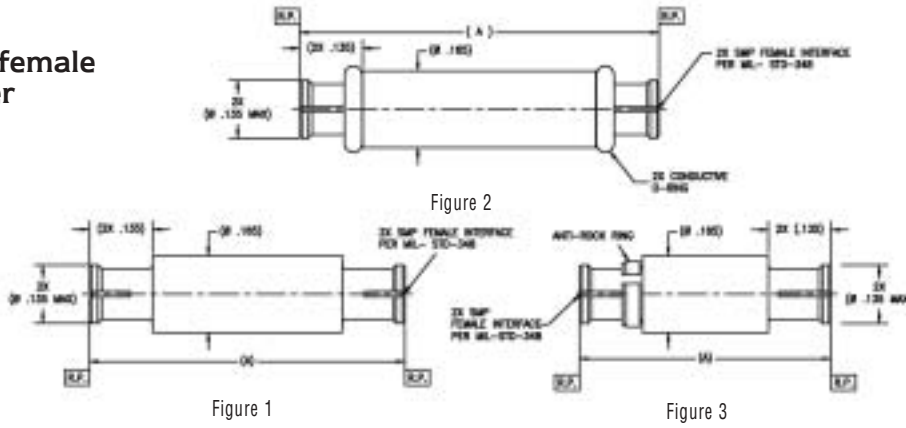 female
er
R.P.
R.P.
( A )
(2X .135)
(Ø .165)
2X
(Ø .135 MAX)
2X SMP FEMALE INTERFACE
PER MIL- STD-348
2X CONDUCTIVE
O-RING
Figure 2
(2X .135)
(Ø .165)
2X
(Ø .135 MAX)
2X SMP FEMALE INTERFACE
PER MIL- STD-348
R.P.
R.P.
Figure 1
ANTI-ROCK RING
(Ø .165)
2X
2X
(Ø .135 MAX
2X SMP
FEMALE INTERFACE
PER MIL-STD-348
(A)
R.P.
R.P.
Figure 3